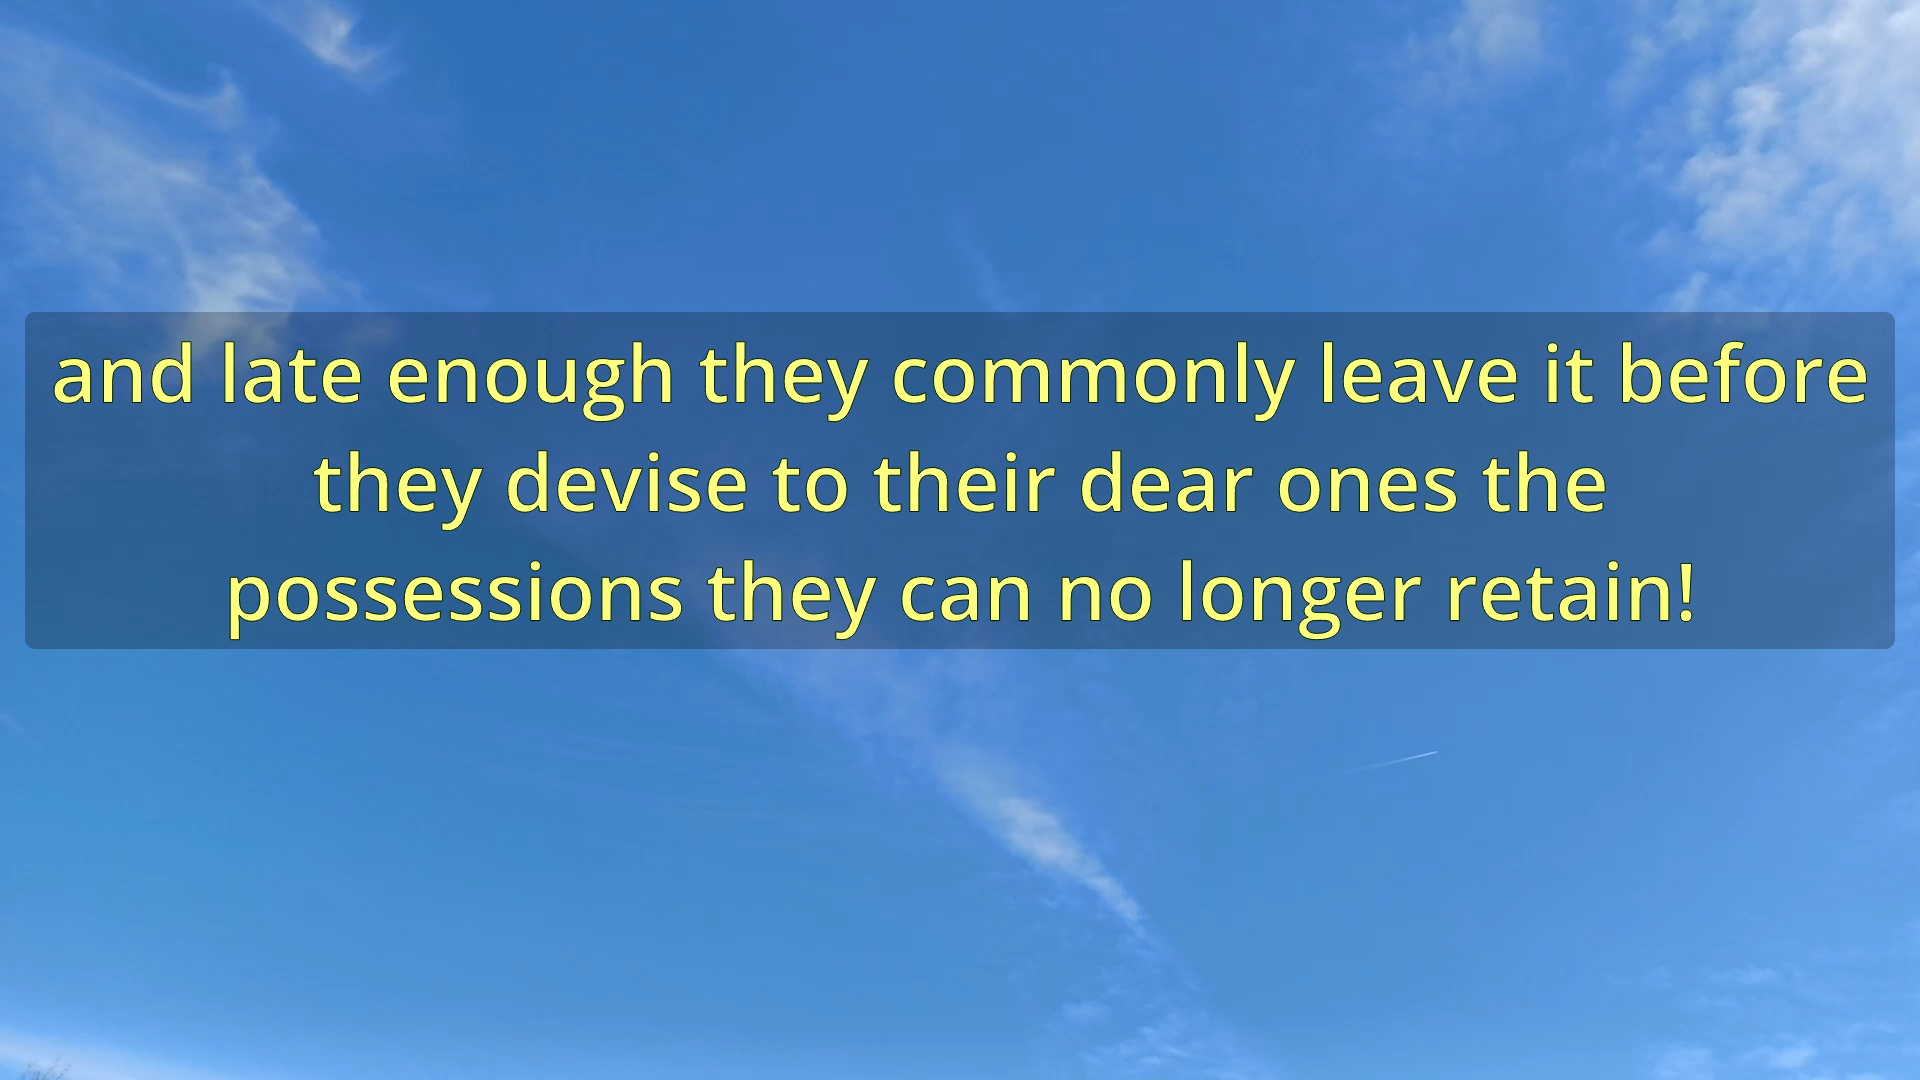 and late enough they commonly leave it before
they devise to their dear ones the
possessions they can no longer retain!